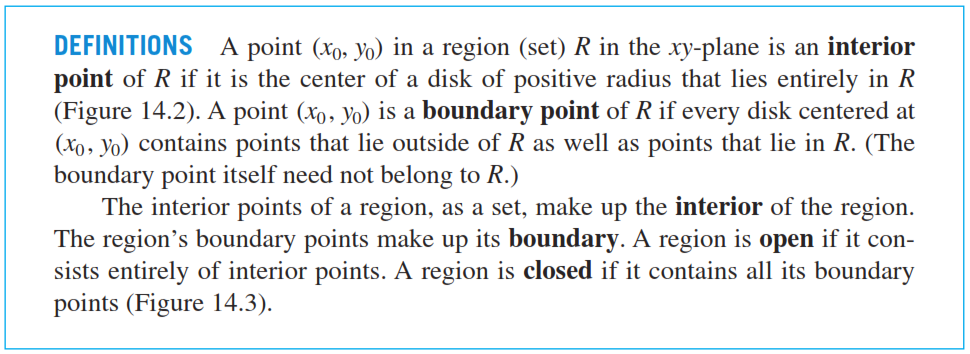 DEFINITIONS A point (x₀, y₀) in a region (set) R in the xy-plane is an interior
point of R if it is the center of a disk of positive radius that lies entirely in R
(Figure 14.2). A point (x₀, y₀) is a boundary point of R if every disk centered at
(x₀, y₀) contains points that lie outside of R as well as points that lie in R. (The
boundary point itself need not belong to R.)
The interior points of a region, as a set, make up the interior of the region.
The region's boundary points make up its boundary. A region is open if it con-
sists entirely of interior points. A region is closed if it contains all its boundary
points (Figure 14.3).